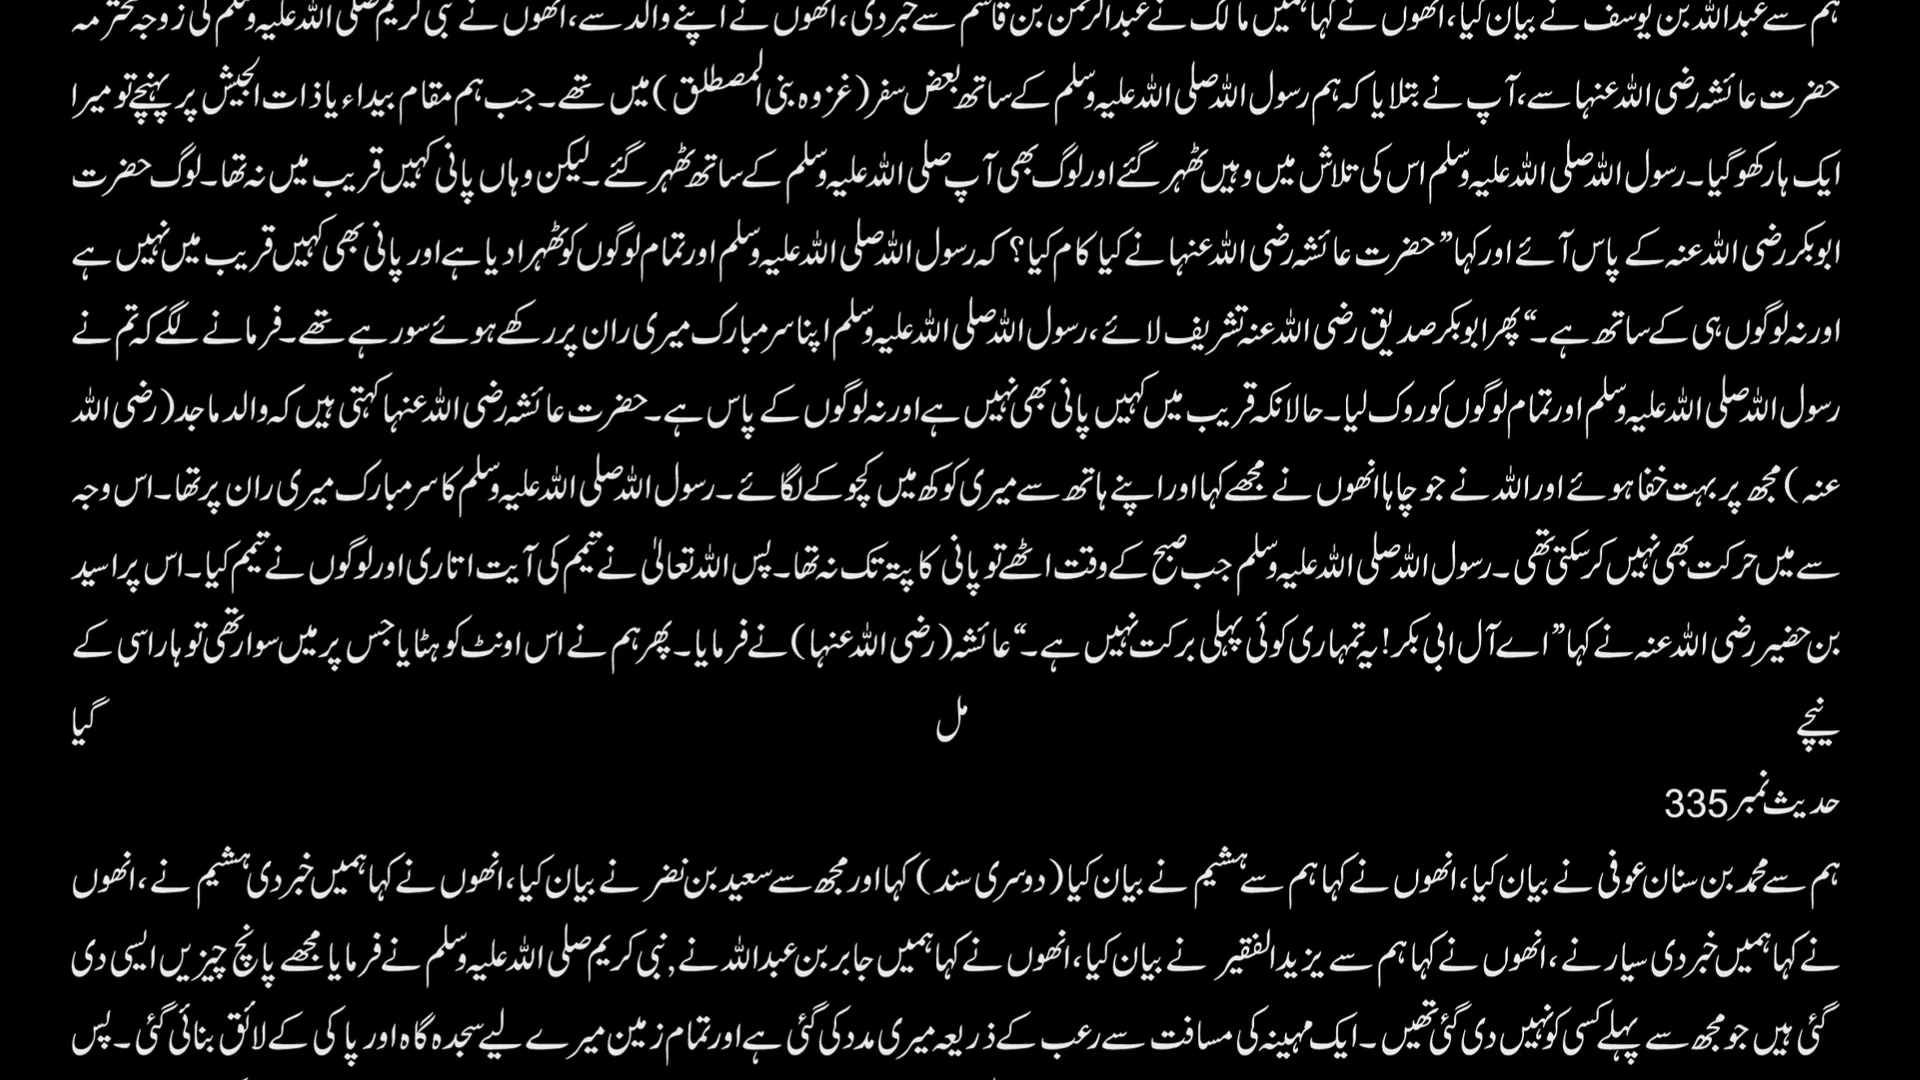 ہم سے عبداللہ بن یوسف نے بیان کیا، انھوں نے کہا ہمیں مالک نے عبدالرحمن بن قاسم سے خبر دی، انھوں نے اپنے والد سے، انھوں نے نبی کریم صلی اللہ علیہ وسلم کی زوجہ محترمہ
حضرت عائشہ رضی اللہ عنہا سے، آپ نے بتلایا کہ ہم رسول اللہ صلی اللہ علیہ وسلم کے ساتھ بعض سفر ( غزوہ بنی المصطلق ) میں تھے۔ جب ہم مقام بیداء یا ذات الجیش پر پہنچے تو میرا
ایک ہار کھو گیا۔ رسول اللہ صلی اللہ علیہ وسلم اس کی تلاش میں وہیں ٹھہر گئے اور لوگ بھی آپ صلی اللہ علیہ وسلم کے ساتھ ٹھہر گئے۔ لیکن وہاں پانی کہیں قریب میں نہ تھا۔ لوگ حضرت
ابوبکر رضی اللہ عنہ کے پاس آئے اور کہا ”حضرت عائشہ رضی اللہ عنہا نے کیا کام کیا؟ کہ رسول اللہ صلی اللہ علیہ وسلم اور تمام لوگوں کو ٹھہرا دیا ہے اور پانی بھی کہیں قریب میں نہیں ہے
اور نہ لوگوں ہی کے ساتھ ہے۔“ پھر ابوبکر صدیق رضی اللہ عنہ تشریف لائے، رسول اللہ صلی اللہ علیہ وسلم اپنا سر مبارک میری ران پر رکھے ہوئے سو رہے تھے۔ فرمانے لگے کہ تم نے
رسول اللہ صلی اللہ علیہ وسلم اور تمام لوگوں کو روک لیا۔ حالانکہ قریب میں کہیں پانی بھی نہیں ہے اور نہ لوگوں کے پاس ہے۔ حضرت عائشہ رضی اللہ عنہا کہتی ہیں کہ والد ماجد ( رضی اللہ
عنہ ) مجھ پر بہت خفا ہوئے اور اللہ نے جو چاہا انھوں نے مجھے کہا اور اپنے ہاتھ سے میری کوکھ میں کچوکے لگائے۔ رسول اللہ صلی اللہ علیہ وسلم کا سر مبارک میری ران پر تھا۔ اس وجہ
سے میں حرکت بھی نہیں کر سکتی تھی۔ رسول اللہ صلی اللہ علیہ وسلم جب صبح کے وقت اٹھے تو پانی کا پتہ تک نہ تھا۔ پس اللہ تعالیٰ نے تیمم کی آیت اتاری اور لوگوں نے تیمم کیا۔ اس پر اسید
بن حضیر رضی اللہ عنہ نے کہا ”اے آل ابی بکر! یہ تمہاری کوئی پہلی برکت نہیں ہے۔“ عائشہ ( رضی اللہ عنہا ) نے فرمایا۔ پھر ہم نے اس اونٹ کو ہٹایا جس پر میں سوار تھی تو ہار اسی کے
نیچے مل گیا
حدیث نمبر 335
ہم سے محمد بن سنان عوفی نے بیان کیا، انھوں نے کہا ہم سے ہشیم نے بیان کیا ( دوسری سند ) کہا اور مجھ سے سعید بن نضر نے بیان کیا، انھوں نے کہا ہمیں خبر دی ہشیم نے، انھوں
نے کہا ہمیں خبر دی سیار نے، انھوں نے کہا ہم سے یزید الفقیر نے بیان کیا، انھوں نے کہا ہمیں جابر بن عبداللہ نے, نبی کریم صلی اللہ علیہ وسلم نے فرمایا مجھے پانچ چیزیں ایسی دی
گئی ہیں جو مجھ سے پہلے کسی کو نہیں دی گئی تھیں۔ ایک مہینہ کی مسافت سے رعب کے ذریعہ میری مدد کی گئی ہے اور تمام زمین میرے لیے سجدہ گاہ اور پاکی کے لائق بنائی گئی۔ پس